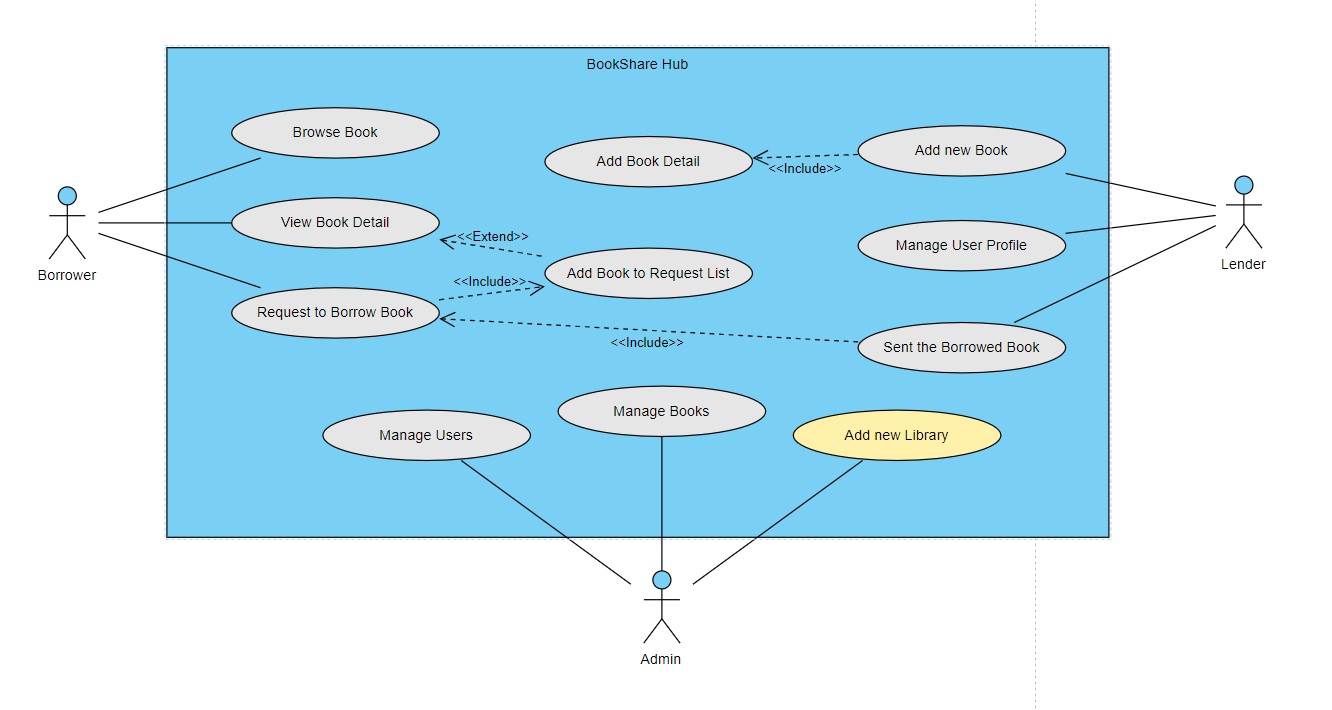 BookShare Hub
Browse Book
Add Book Detail
Add new Book
<<Include>>
View Book Detail
<<Extend>>
Manage User Profile
Borrower
Lender
Add Book to Request List
<<Include>>
Request to Borrow Book
<<Include>>
Sent the Borrowed Book
Manage Books
Manage Users
Add new Library
Admin